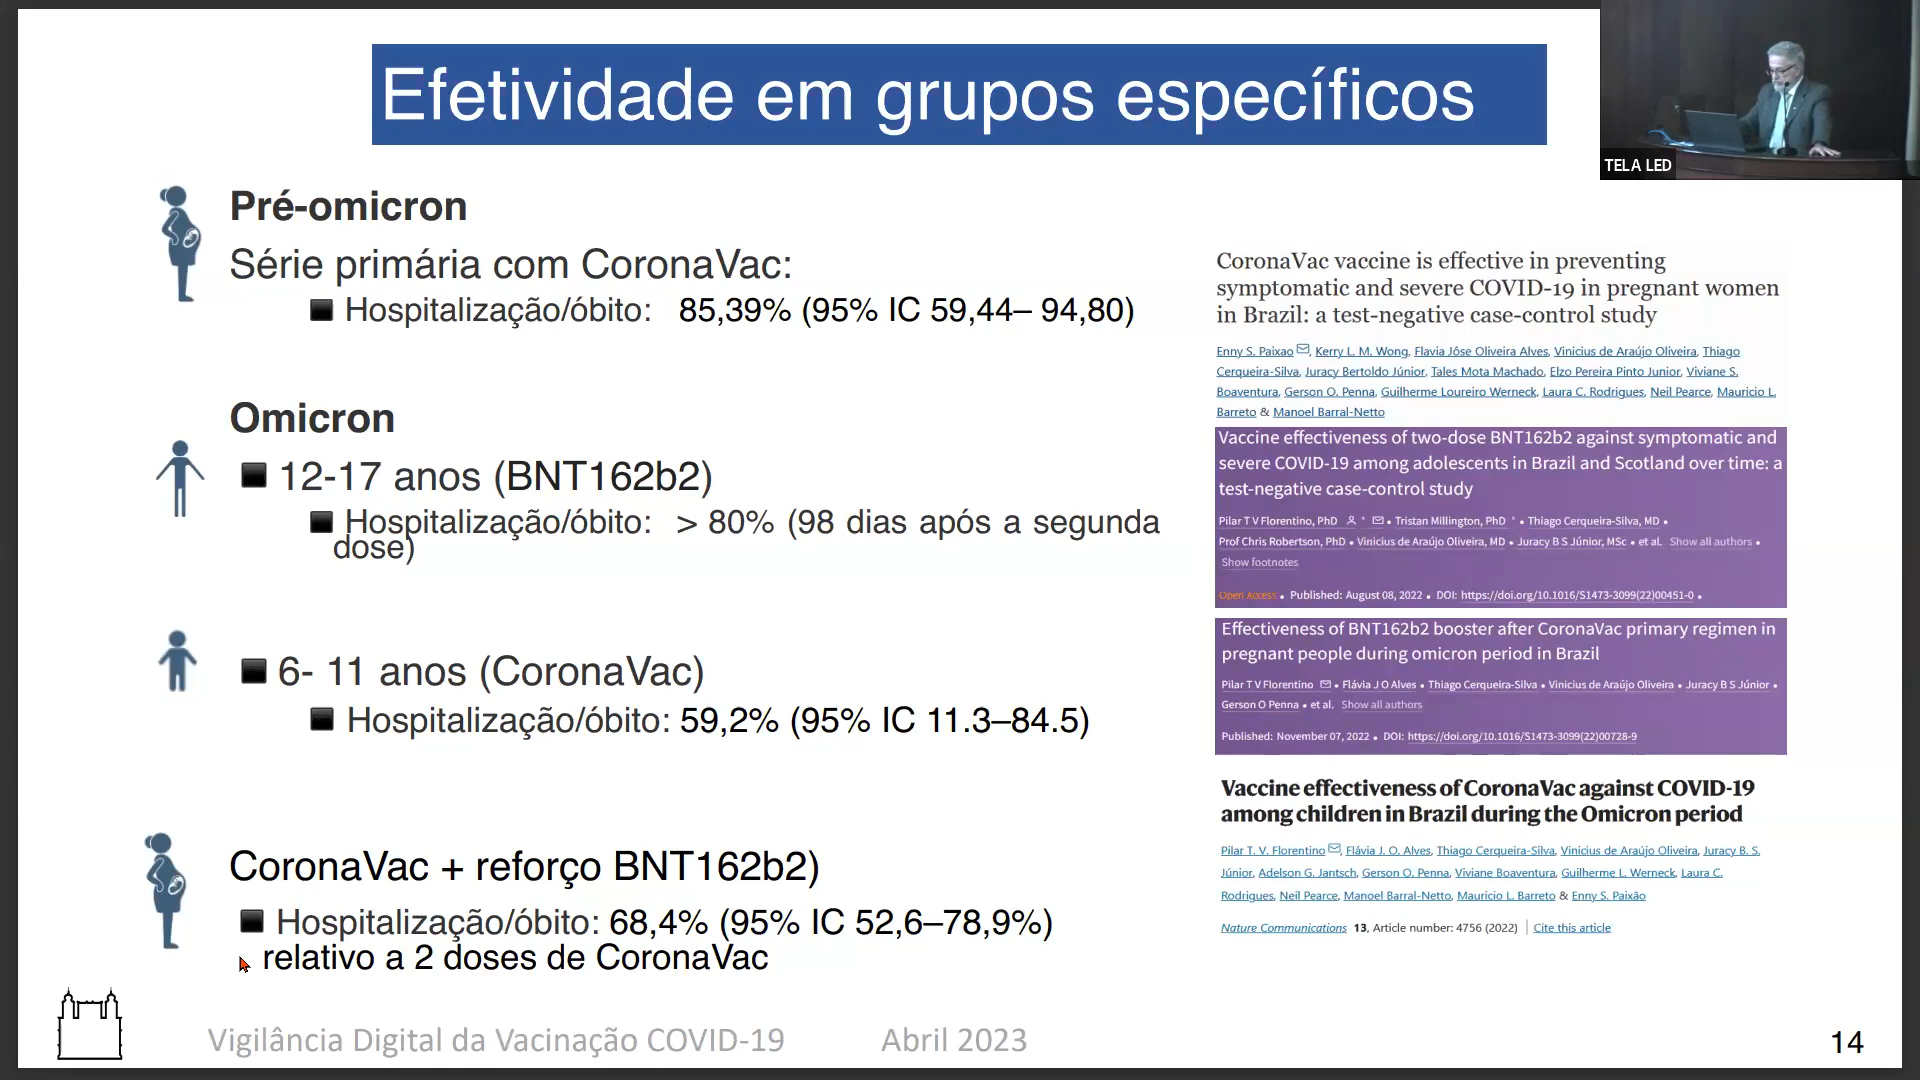 Efetividade em grupos específicos
TELA LED
Pré-omicron
Série primária com CoronaVac:
Hospitalização/óbito: 85,39% (95% IC 59,44– 94,80)
Omicron
12-17 anos (BNT162b2)
Hospitalização/óbito: > 80% (98 dias após a segunda
dose)
6- 11 anos (CoronaVac)
Hospitalização/óbito: 59,2% (95% IC 11.3–84.5)
CoronaVac + reforço BNT162b2)
Hospitalização/óbito: 68,4% (95% IC 52,6–78,9%)
relativo a 2 doses de CoronaVac
CoronaVac vaccine is effective in preventing
symptomatic and severe COVID-19 in pregnant women
in Brazil: a test-negative case-control study
Enny S. Paixao, Kerry L. M. Wong, Flavia Jôse Oliveira Alves, Vinicius de Araújo Oliveira, Thiago
Cerqueira-Silva, Juracy Bertoldo Júnior, Tales Mota Machado, Elzo Pereira Pinto Junior, Viviane S.
Boaventura, Gerson O. Penna, Guilherme Loureiro Werneck, Laura C. Rodrigues, Neil Pearce, Mauricio L.
Barreto & Manoel Barral-Netto
Vaccine effectiveness of two-dose BNT162b2 against symptomatic and
severe COVID-19 among adolescents in Brazil and Scotland over time: a
test-negative case-control study
Pilar T V Florentino, PhD * • Tristan Millington, PhD * • Thiago Cerqueira-Silva, MD •
Prof Chris Robertson, PhD • Vinicius de Araújo Oliveira, MD • Juracy B S Júnior, MSc • et al. Show all authors •
Show footnotes
Open Access • Published: August 08, 2022 • DOI: https://doi.org/10.1016/S1473-3099(22)00451-0 •
Effectiveness of BNT162b2 booster after CoronaVac primary regimen in
pregnant people during omicron period in Brazil
Pilar T V Florentino • Flávia J O Alves • Thiago Cerqueira-Silva • Vinicius de Araújo Oliveira • Juracy B S Júnior •
Gerson O Penna • et al. Show all authors
Published: November 07, 2022 • DOI: https://doi.org/10.1016/S1473-3099(22)00728-9
Vaccine effectiveness of CoronaVac against COVID-19
among children in Brazil during the Omicron period
Pilar T. V. Florentino, Flávia J. O. Alves, Thiago Cerqueira-Silva, Vinicius de Araújo Oliveira, Juracy B. S.
Júnior, Adelson G. Jantsch, Gerson O. Penna, Viviane Boaventura, Guilherme L. Werneck, Laura C.
Rodrigues, Neil Pearce, Manoel Barral-Netto, Mauricio L. Barreto & Enny S. Paixão
Nature Communications 13, Article number: 4756 (2022) | Cite this article
Vigilância Digital da Vacinação COVID-19 Abril 2023
14